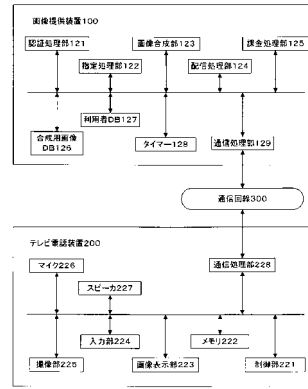 画像提供装置100
認証処理部121
画像合成部123
課金処理部125
指定処理部122
配信処理部124
利用者DB127
合成用画像
DB126
タイマー128
通信処理部129
通信回線300
テレビ電話装置200
マイク226
通信処理部228
スピーカ227
入力部224
メモリ222
撮像部225
画像表示部223
制御部221